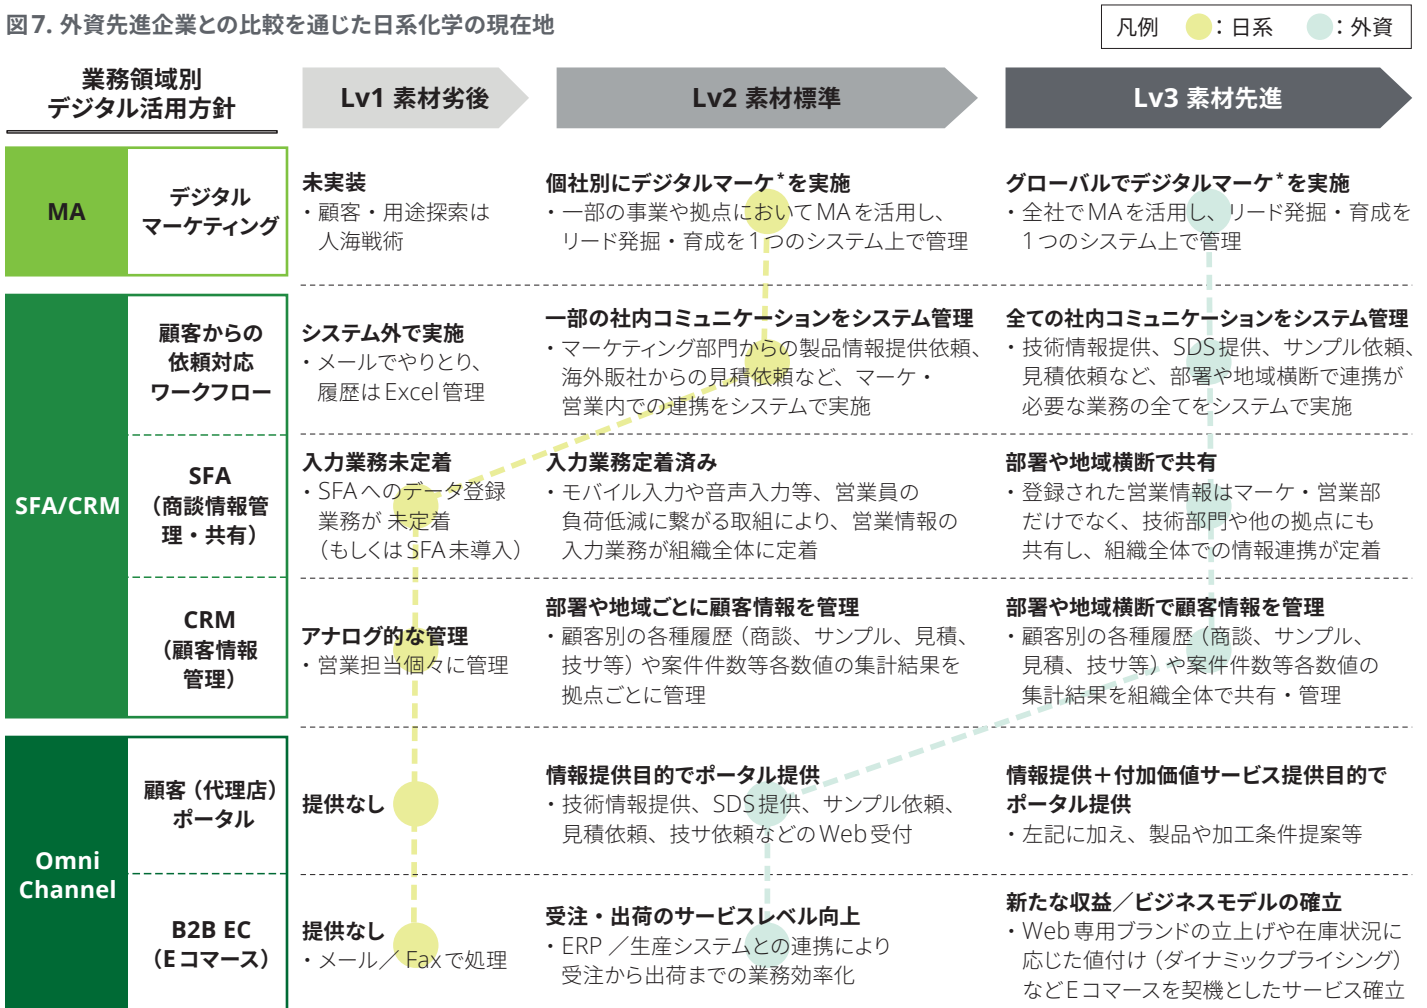 図7. 外資先進企業との比較を通じた日系化学の現在地
凡例 ：日系 ：外資
業務領域別
デジタル活用方針
Lv1 素材劣後
Lv2 素材標準
Lv3 素材先進
MA
デジタル
マーケティング
未実装
・顧客・用途探索は
人海戦術
個社別にデジタルマーケ*を実施
・一部の事業や拠点においてMAを活用し、
リード発掘・育成を1つのシステム上で管理
グローバルでデジタルマーケ*を実施
・全社でMAを活用し、リード発掘・育成を
1つのシステム上で管理
SFA/CRM
顧客からの
依頼対応
ワークフロー
システム外で実施
・メールでやりとり、
履歴はExcel管理
一部の社内コミュニケーションをシステム管理
・マーケティング部門からの製品情報提供依頼、
海外販社からの見積依頼など、マーケ・
営業内での連携をシステムで実施
全ての社内コミュニケーションをシステム管理
・技術情報提供、SDS提供、サンプル依頼、
見積依頼など、部署や地域横断で連携が
必要な業務の全てをシステムで実施
SFA
（商談情報管
理・共有）
入力業務未定着
・SFAへのデータ登録
業務が 未定着
（もしくはSFA未導入）
入力業務定着済み
・モバイル入力や音声入力等、営業員の
負荷低減に繋がる取組により、営業情報の
入力業務が組織全体に定着
部署や地域横断で共有
・登録された営業情報はマーケ・営業部
だけでなく、技術部門や他の拠点にも
共有し、組織全体での情報連携が定着
CRM
（顧客情報
管理）
アナログ的な管理
・営業担当個々に管理
部署や地域ごとに顧客情報を管理
・顧客別の各種履歴（商談、サンプル、見積、
技サ等）や案件件数等各数値の集計結果を
拠点ごとに管理
部署や地域横断で顧客情報を管理
・顧客別の各種履歴（商談、サンプル、
見積、技サ等）や案件件数等各数値の
集計結果を組織全体で共有・管理
Omni
Channel
顧客（代理店）
ポータル
提供なし
情報提供目的でポータル提供
・技術情報提供、SDS提供、サンプル依頼、
見積依頼、技サ依頼などのWeb受付
情報提供＋付加価値サービス提供目的で
ポータル提供
・左記に加え、製品や加工条件提案等
B2B EC
（Eコマース）
提供なし
・メール／Faxで処理
受注・出荷のサービスレベル向上
・ERP／生産システムとの連携により
受注から出荷までの業務効率化
新たな収益／ビジネスモデルの確立
・Web専用ブランドの立上げや在庫状況に
応じた値付け（ダイナミックプライシング）
などEコマースを契機としたサービス確立